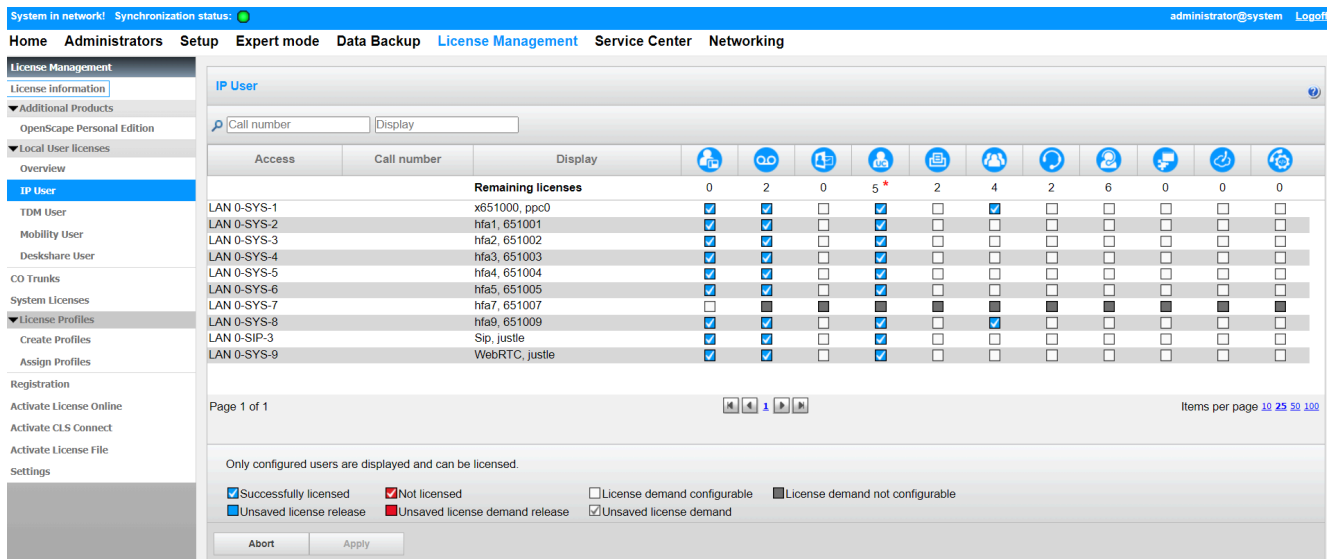 System in network! Synchronization status:
administrator@system Logoff
Home Administrators Setup Expert mode Data Backup License Management Service Center Networking
License Management
License information
Additional Products
OpenScape Personal Edition
Local User licenses
Overview
IP User
TDM User
Mobility User
Deskshare User
CO Trunks
System Licenses
License Profiles
Create Profiles
Assign Profiles
Registration
Activate License Online
Activate CLS Connect
Activate License File
Settings
IP User
Call number Display
Access Call number Display UC
Remaining licenses 0 2 0 5 * 2 4 2 6 0 0 0
LAN 0-SYS-1 x651000, ppc0
LAN 0-SYS-2 hfa1, 651001
LAN 0-SYS-3 hfa2, 651002
LAN 0-SYS-4 hfa3, 651003
LAN 0-SYS-5 hfa4, 651004
LAN 0-SYS-6 hfa5, 651005
LAN 0-SYS-7 hfa7, 651007
LAN 0-SYS-8 hfa9, 651009
LAN 0-SIP-3 Sip, justle
LAN 0-SYS-9 WebRTC, justle
Page 1 of 1 1 Items per page 10 25 50 100
Only configured users are displayed and can be licensed.
Successfully licensed Not licensed License demand configurable License demand not configurable
Unsaved license release Unsaved license demand release Unsaved license demand
Abort Apply